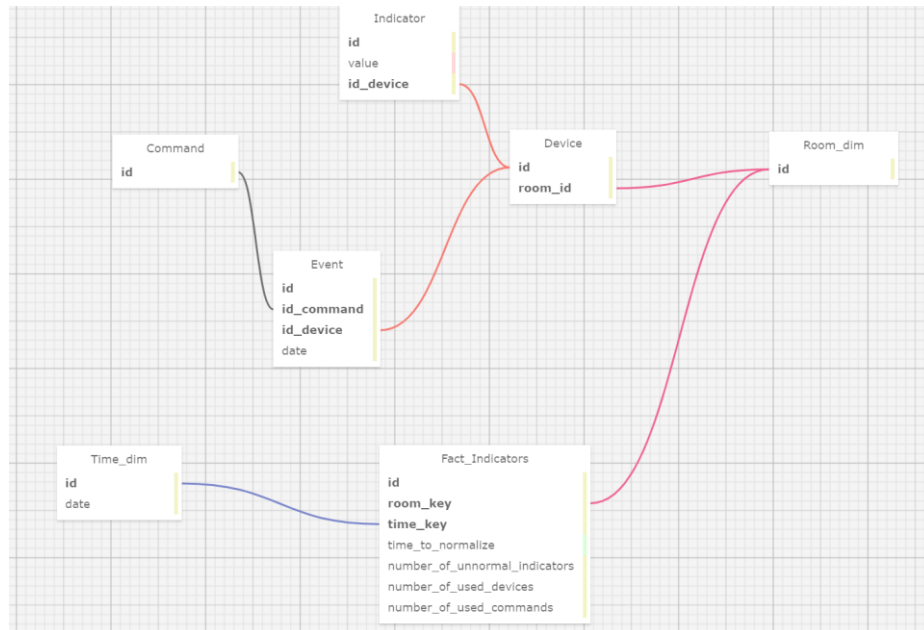 Indicator
id
value
id_device
Command
id
Device
id
room_id
Room_dim
id
Event
id
id_command
id_device
date
Time_dim
id
date
Fact_Indicators
id
room_key
time_key
time_to_normalize
number_of_unnormal_indicators
number_of_used_devices
number_of_used_commands